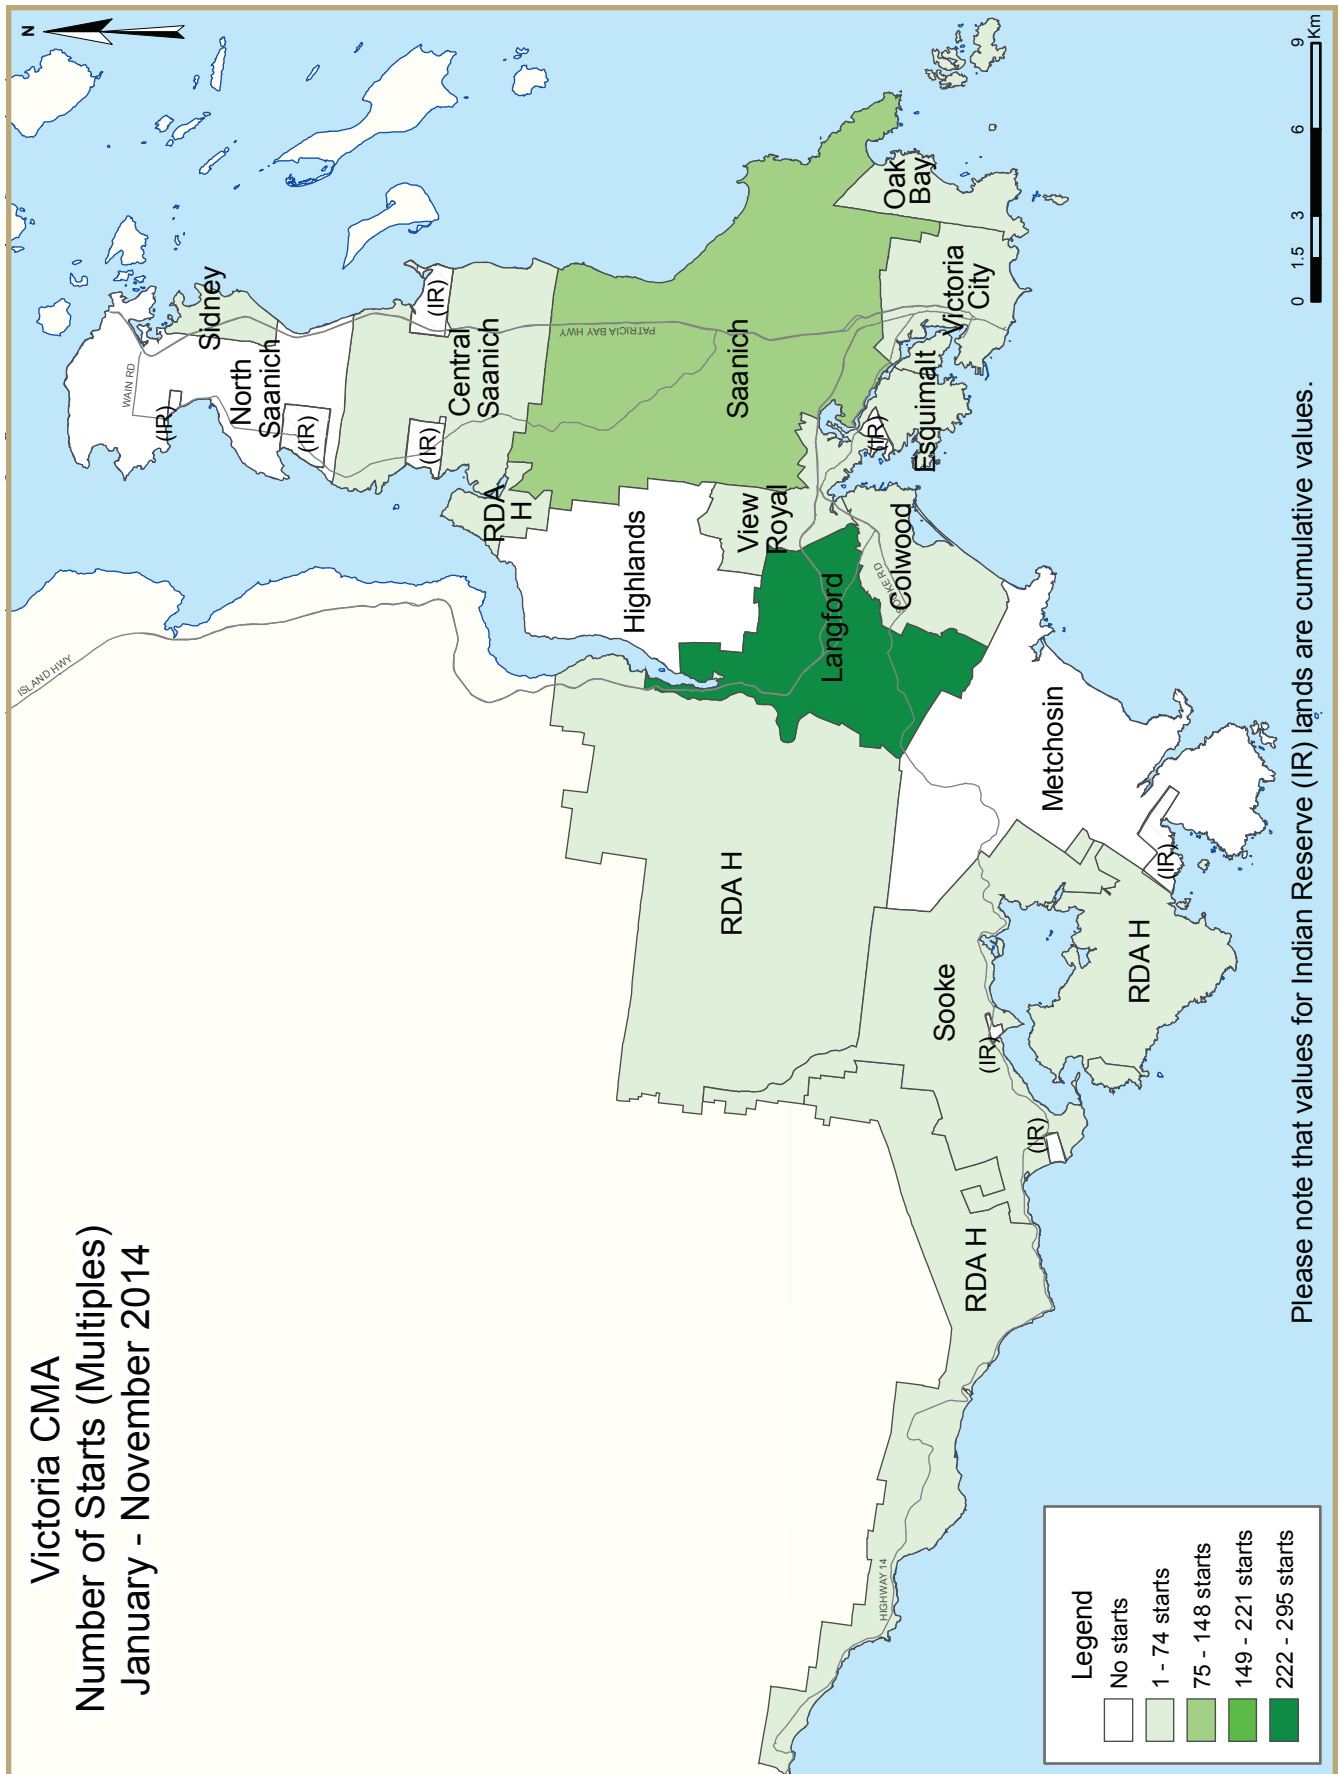 Victoria CMA
Number of Starts (Multiples)
January - November 2014
N
ISLAND HWY
WAIN RD
(IR)
Sidney
North
Saanich
(IR)
(IR)
(IR)
Central
Saanich
RDA
H
PATRICIA BAY HWY
Saanich
Highlands
View
Royal
Oak
Bay
Victoria
City
(IR)
Esquimalt
Langford
SOOKE RD
Colwood
Metchosin
(IR)
RDA H
Sooke
(IR)
RDA H
(IR)
RDA H
HIGHWAY 14
Legend
No starts
1 - 74 starts
75 - 148 starts
149 - 221 starts
222 - 295 starts
0 1.5 3 6 9
Km
Please note that values for Indian Reserve (IR) lands are cumulative values.